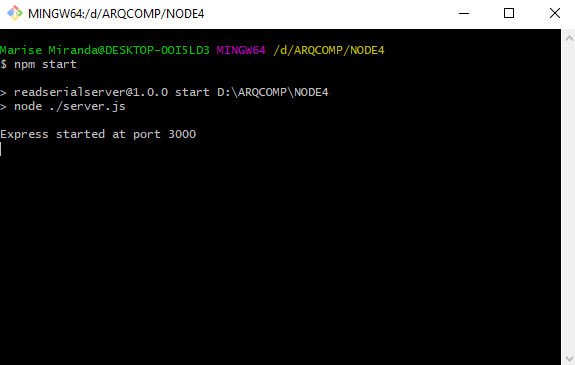 MINGW64:/d/ARQCOMP/NODE4
Marise Miranda@DESKTOP-OOI5LD3 MINGW64 /d/ARQCOMP/NODE4
$ npm start
> readserialserver@1.0.0 start D:\ARQCOMP\NODE4
> node ./server.js
Express started at port 3000